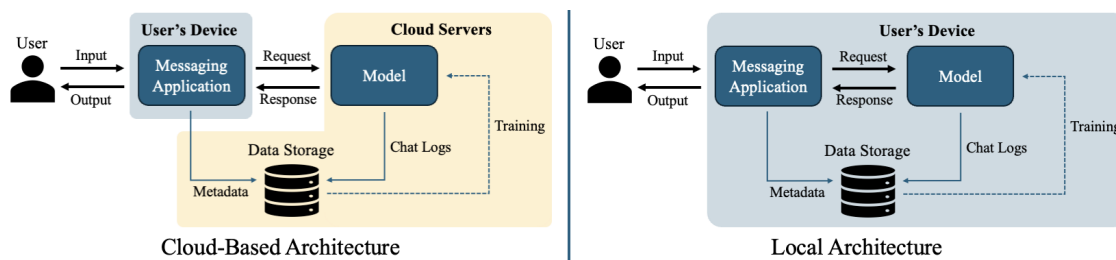 User
Input
Output
User's Device
Messaging
Application
Request
Response
Cloud Servers
Model
Training
Chat Logs
Data Storage
Metadata
Cloud-Based Architecture
User
Input
Output
User's Device
Messaging
Application
Request
Response
Model
Training
Chat Logs
Data Storage
Metadata
Local Architecture